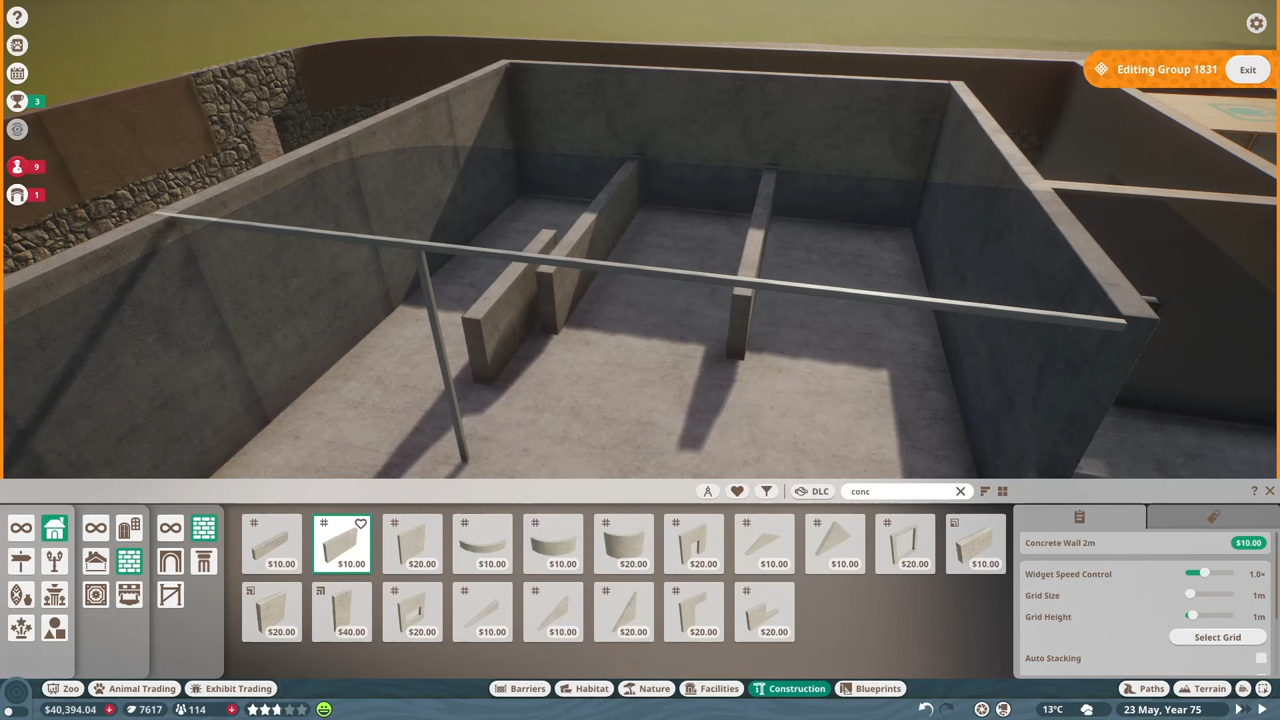 ?
Editing Group 1831
Exit
3
9
1
DLC
conc
?
$10.00
$10.00
$20.00
$10.00
$10.00
$20.00
$20.00
$10.00
$10.00
$20.00
$10.00
$20.00
$40.00
$20.00
$10.00
$10.00
$20.00
$20.00
$20.00
Concrete Wall 2m
$10.00
Widget Speed Control
1.0×
Grid Size
1m
Grid Height
1m
Select Grid
Auto Stacking
Zoo
Animal Trading
Exhibit Trading
Barriers
Habitat
Nature
Facilities
Construction
Blueprints
Paths
Terrain
$40,394.04
7617
114
13°C
23 May, Year 75